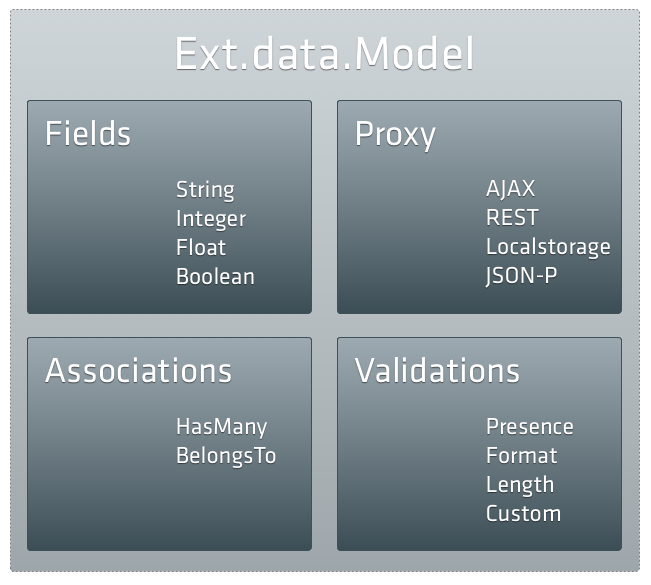 Ext.data.Model
Fields
String
Integer
Float
Boolean
Proxy
AJAX
REST
Localstorage
JSON-P
Associations
HasMany
BelongsTo
Validations
Presence
Format
Length
Custom